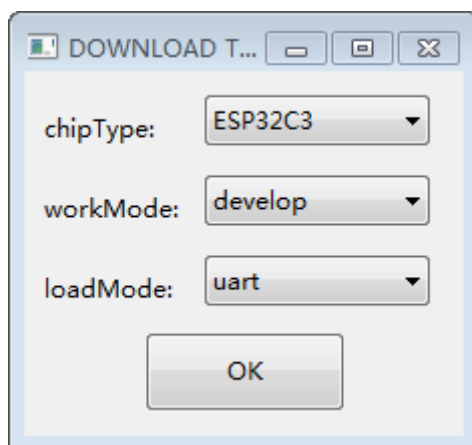 DOWNLOAD T...
chipType: ESP32C3
workMode: develop
loadMode: uart
OK